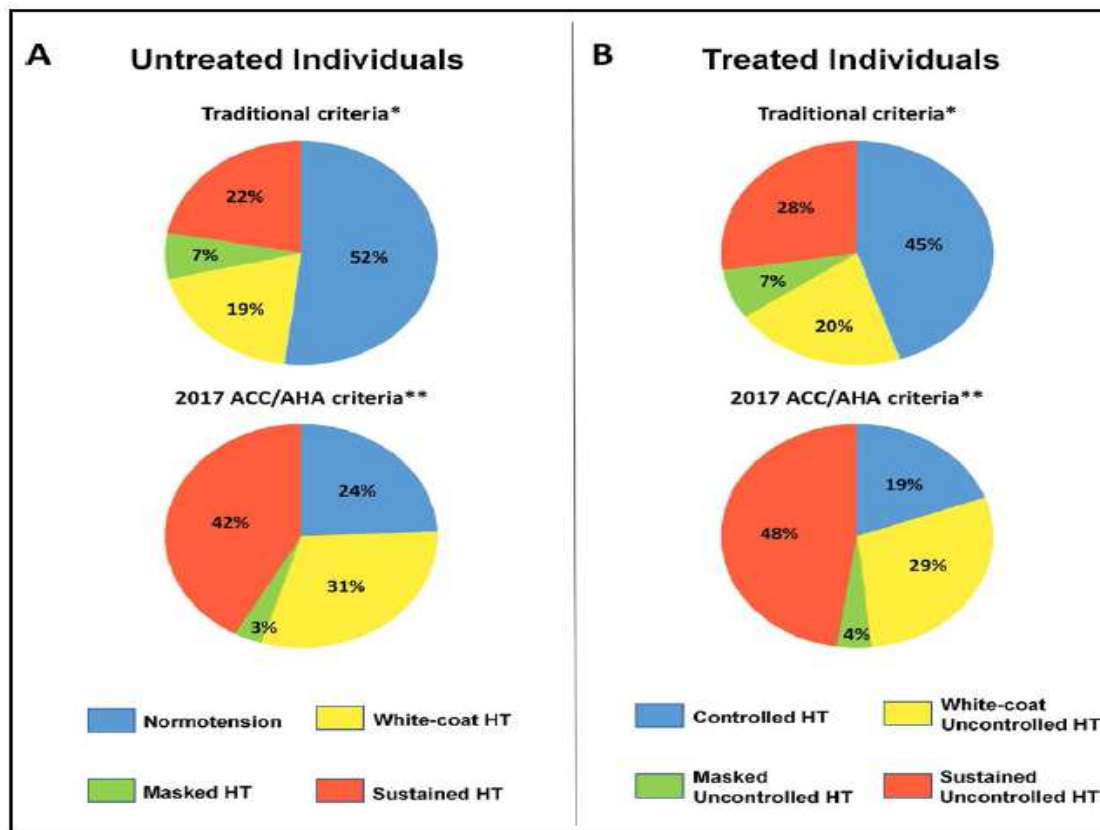 A Untreated Individuals
Traditional criteria*
22%
52%
7%
19%
2017 ACC/AHA criteria**
24%
42%
31%
3%
Normotension
White-coat HT
Masked HT
Sustained HT
B Treated Individuals
Traditional criteria*
28%
45%
7%
20%
2017 ACC/AHA criteria**
19%
48%
29%
4%
Controlled HT
White-coat
Uncontrolled HT
Masked
Uncontrolled HT
Sustained
Uncontrolled HT